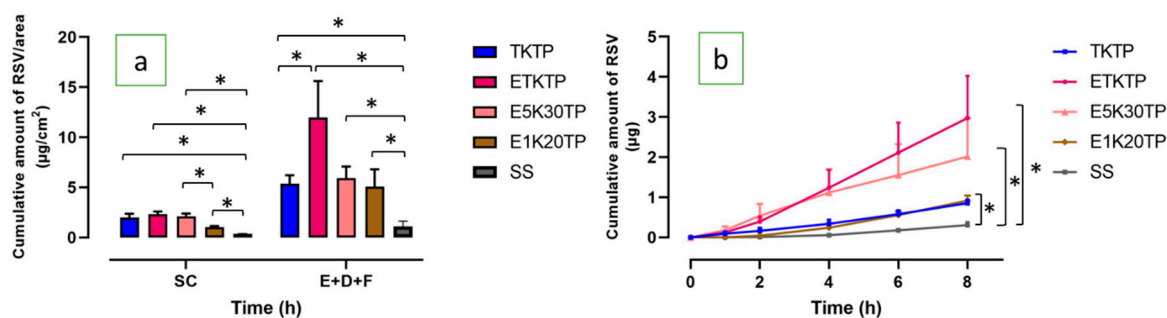 a
Cumulative amount of RSV/area
(μg/cm²)
20
15
10
5
0
* * * * * * * * * *
SC
E+D+F
Time (h)
TKTP
ETKTP
E5K30TP
E1K20TP
SS
b
Cumulative amount of RSV
(μg)
5
4
3
2
1
0
0 2 4 6 8
Time (h)
* * *
TKTP
ETKTP
E5K30TP
E1K20TP
SS